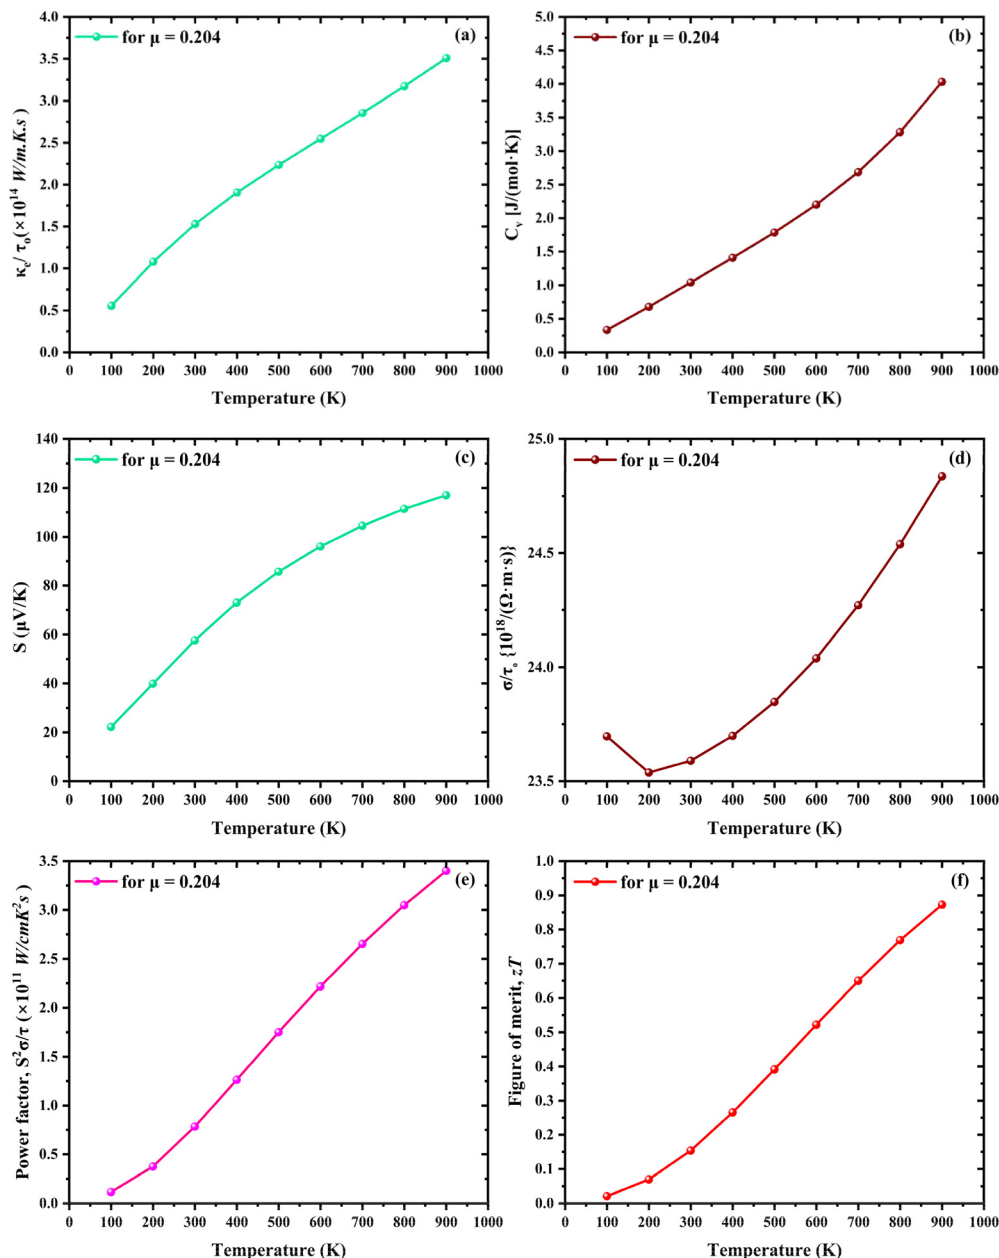 for μ = 0.204
(a)
4.0
3.5
3.0
2.5
2.0
1.5
1.0
0.5
0.0
κe/ τo(×10¹⁴ W/m.K.s)
0 100 200 300 400 500 600 700 800 900 1000
Temperature (K)
for μ = 0.204
(b)
5.0
4.5
4.0
3.5
3.0
2.5
2.0
1.5
1.0
0.5
0.0
Cv [J/(mol·K)]
0 100 200 300 400 500 600 700 800 900 1000
Temperature (K)
for μ = 0.204
(c)
140
120
100
80
60
40
20
0
S (μV/K)
0 100 200 300 400 500 600 700 800 900 1000
Temperature (K)
for μ = 0.204
(d)
25.0
24.5
24.0
23.5
σ/τo {10¹⁸/(Ω·m·s)}
0 100 200 300 400 500 600 700 800 900 1000
Temperature (K)
for μ = 0.204
(e)
3.5
3.0
2.5
2.0
1.5
1.0
0.5
0.0
Power factor, S²σ/τ (×10¹¹ W/cmK²s)
0 100 200 300 400 500 600 700 800 900 1000
Temperature (K)
for μ = 0.204
(f)
1.0
0.9
0.8
0.7
0.6
0.5
0.4
0.3
0.2
0.1
0.0
Figure of merit, zT
0 100 200 300 400 500 600 700 800 900 1000
Temperature (K)